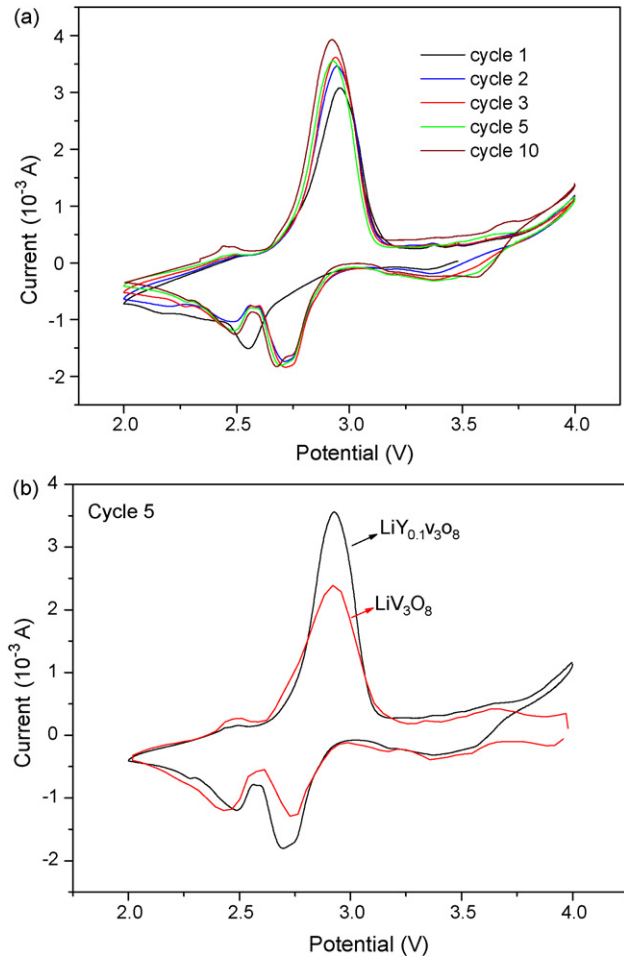 (a)
4
3
2
1
0
-1
-2
Current (10⁻³ A)
cycle 1
cycle 2
cycle 3
cycle 5
cycle 10
2.0 2.5 3.0 3.5 4.0
Potential (V)
(b)
4
3
2
1
0
-1
-2
Current (10⁻³ A)
Cycle 5
LiY₀.₁v₃o₈
LiV₃O₈
2.0 2.5 3.0 3.5 4.0
Potential (V)